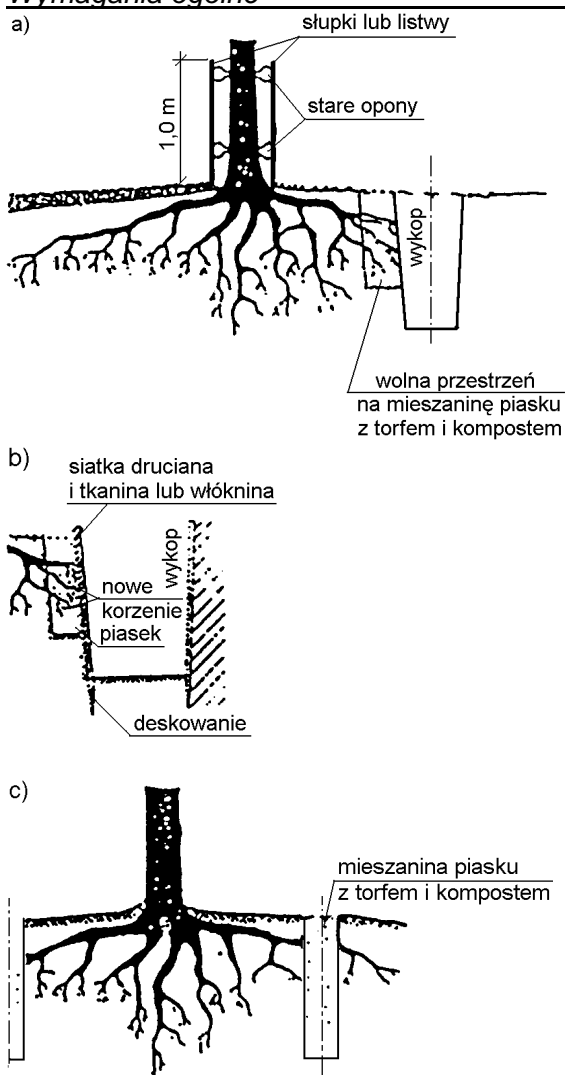 Wymagania ogólne
a)
słupki lub listwy
stare opony
1,0 m
wykop
wolna przestrzeń
na mieszaninę piasku
z torfem i kompostem
b)
siatka druciana
i tkanina lub włóknina
wykop
nowe
korzenie
piasek
deskowanie
c)
mieszanina piasku
z torfem i kompostem